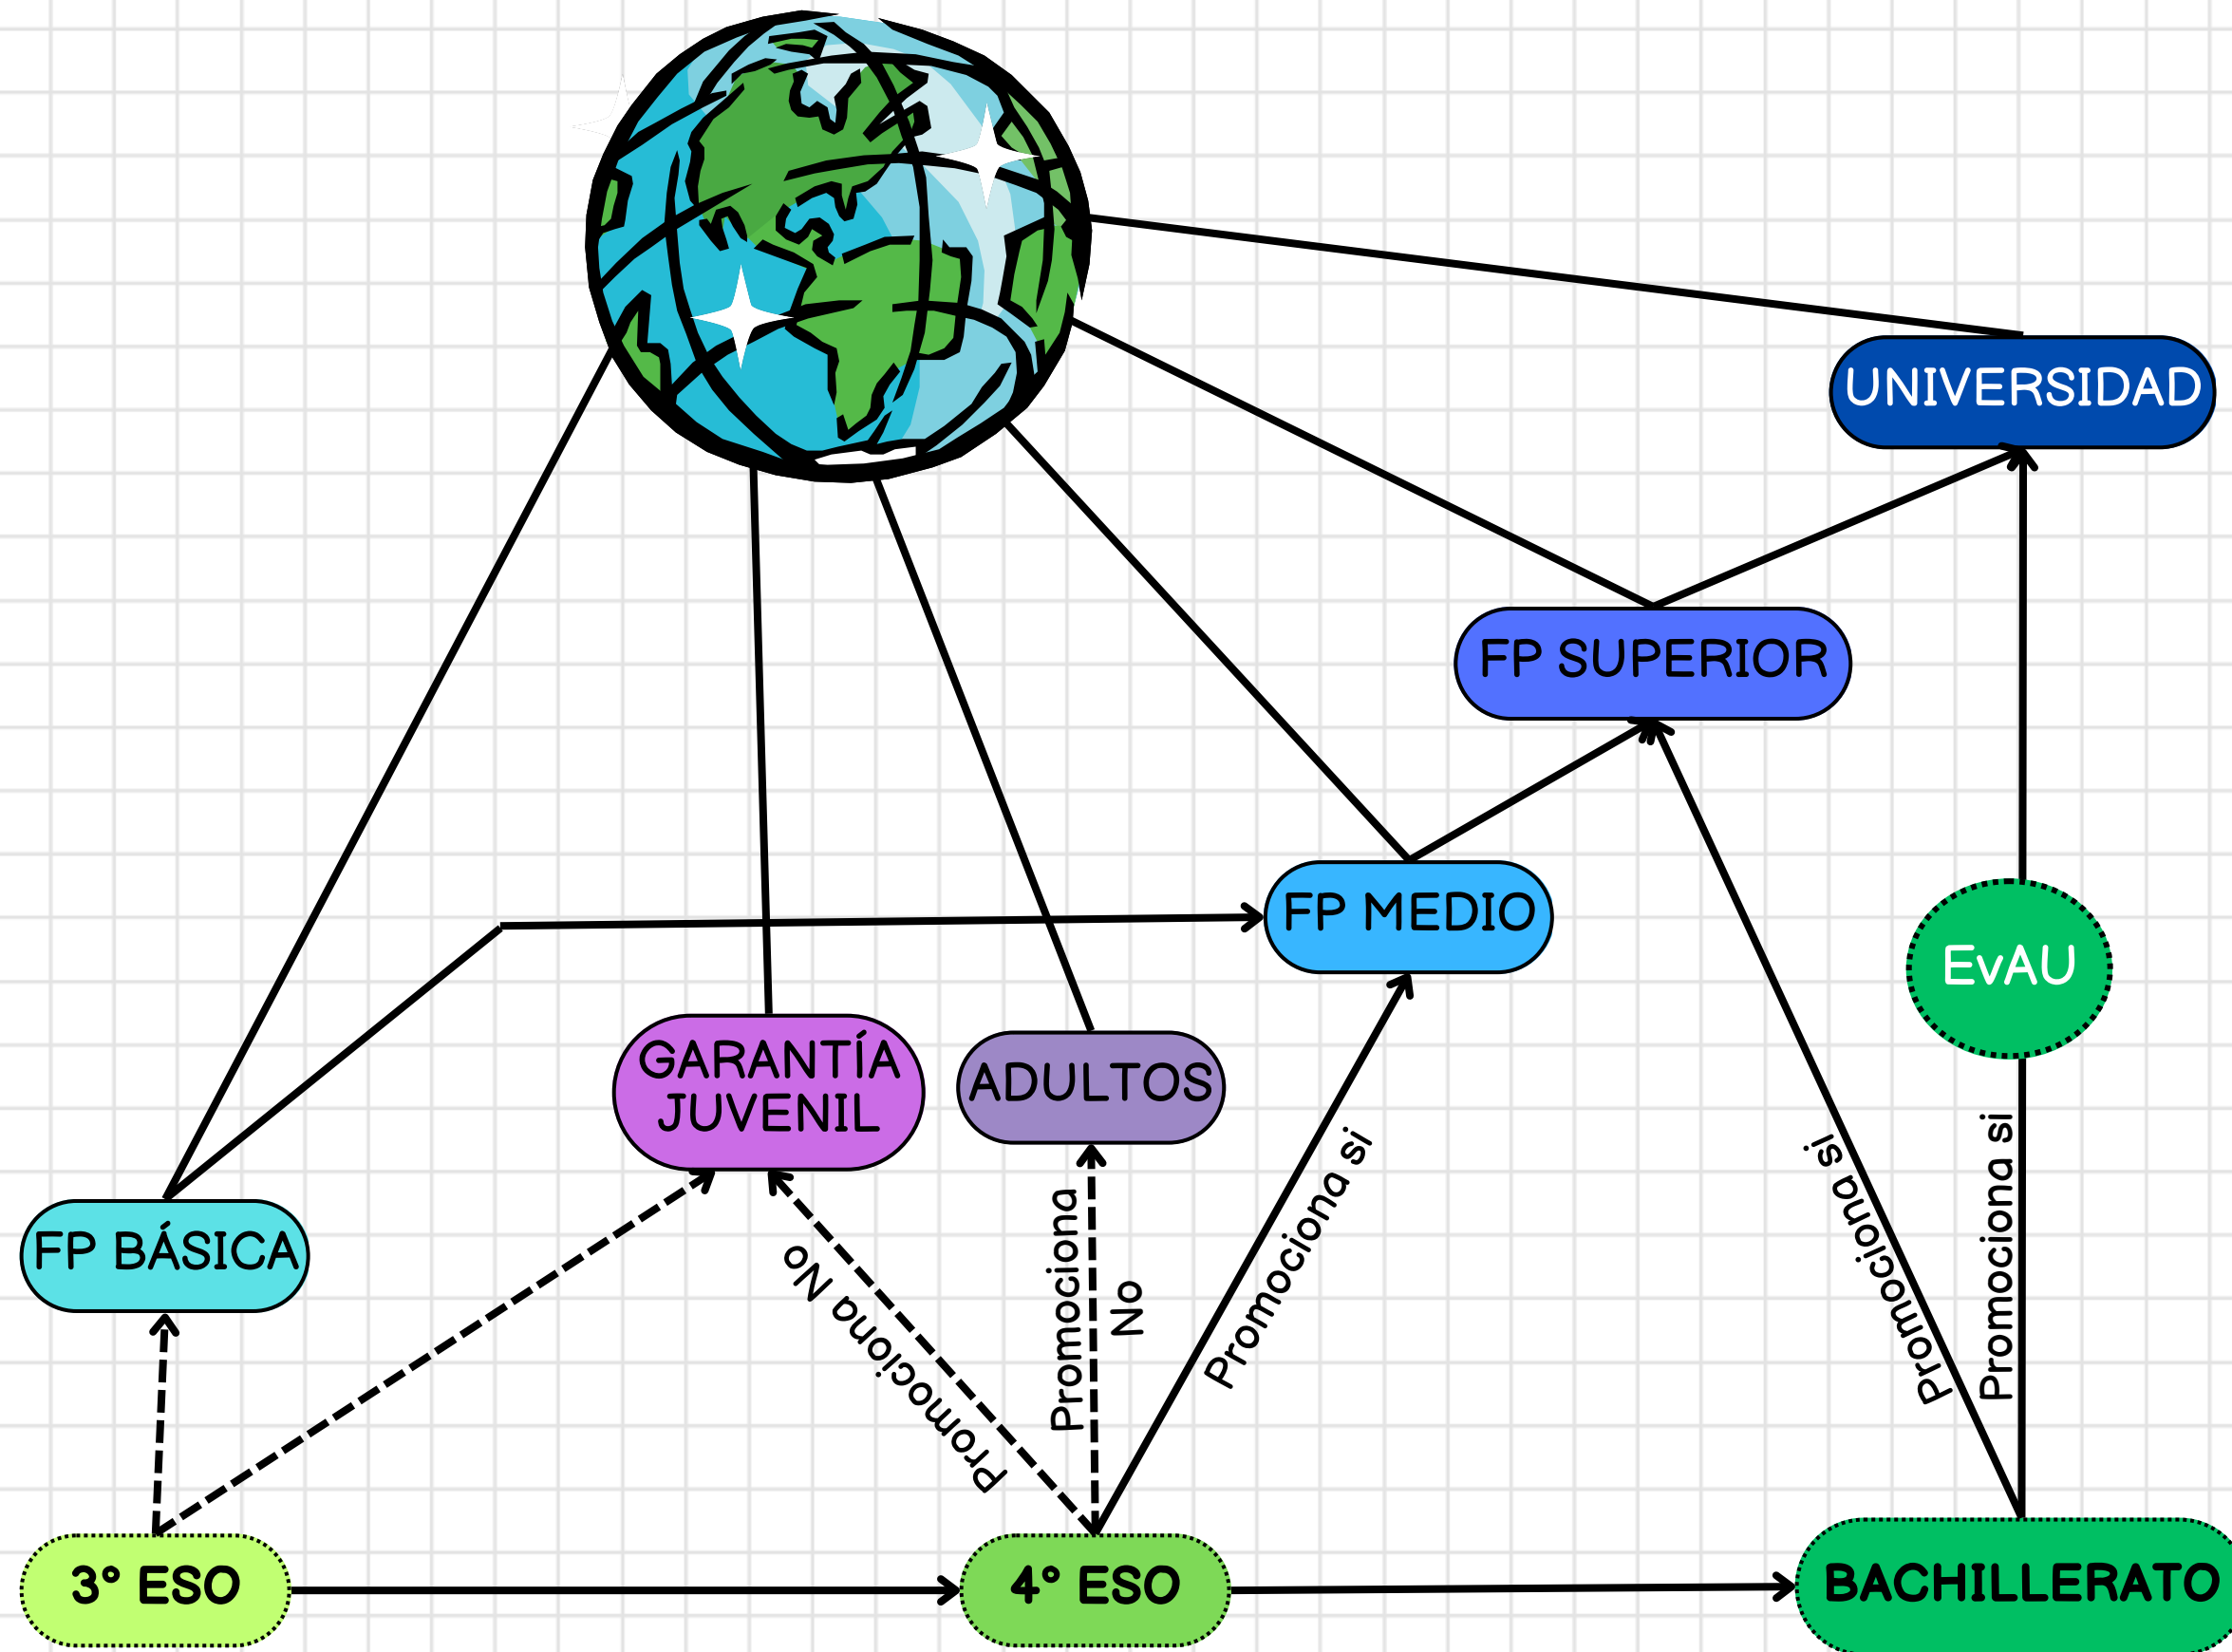 UNIVERSIDAD
FP SUPERIOR
FP MEDIO
EVAU
GARANTÍA
JUVENIL
ADULTOS
FP BÁSICA
Promociona No
Promociona
No
Promociona si
Promociona si
Promociona si
3º ESO
4º ESO
BACHILLERATO